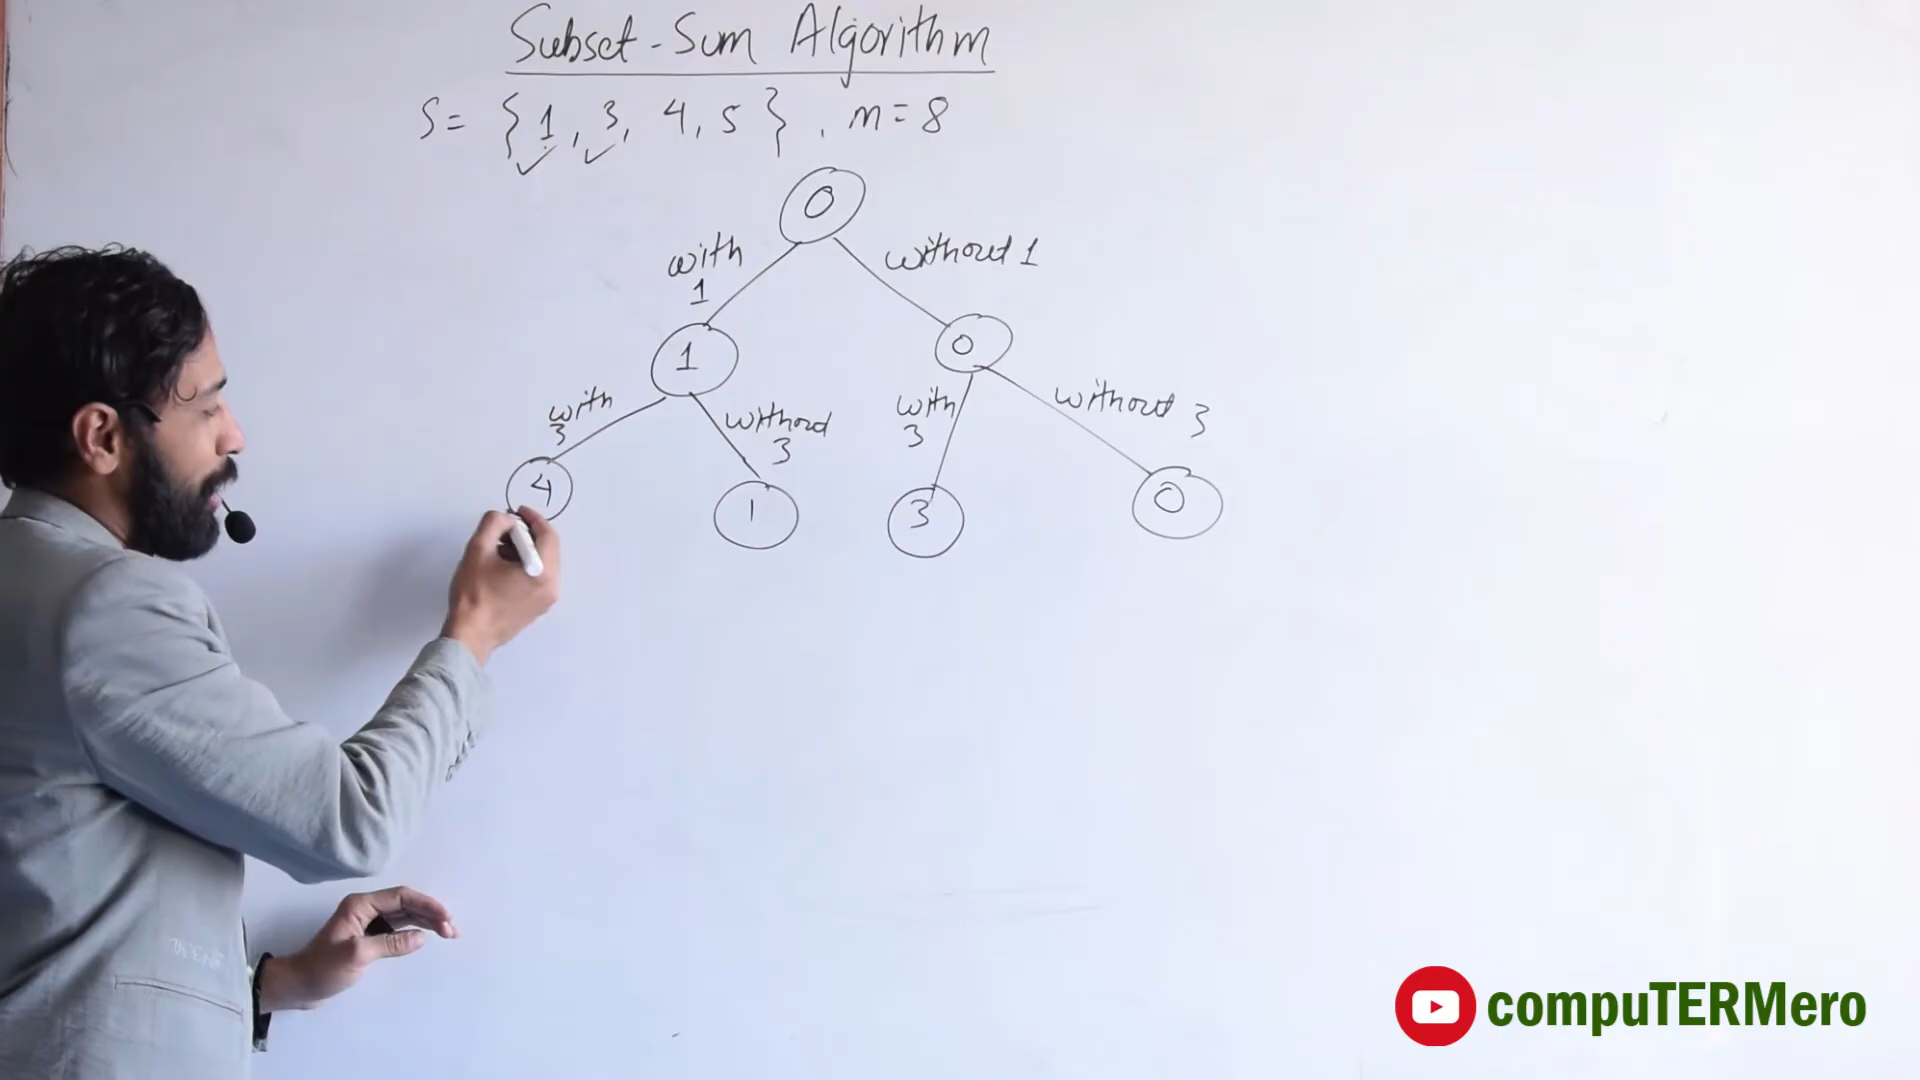 Subset-Sum Algorithm
S = {1, 3, 4, 5}, m = 8
0
with 1
without 1
1
0
with 3
without 3
with 3
without 3
4
1
3
0
compuTERMero